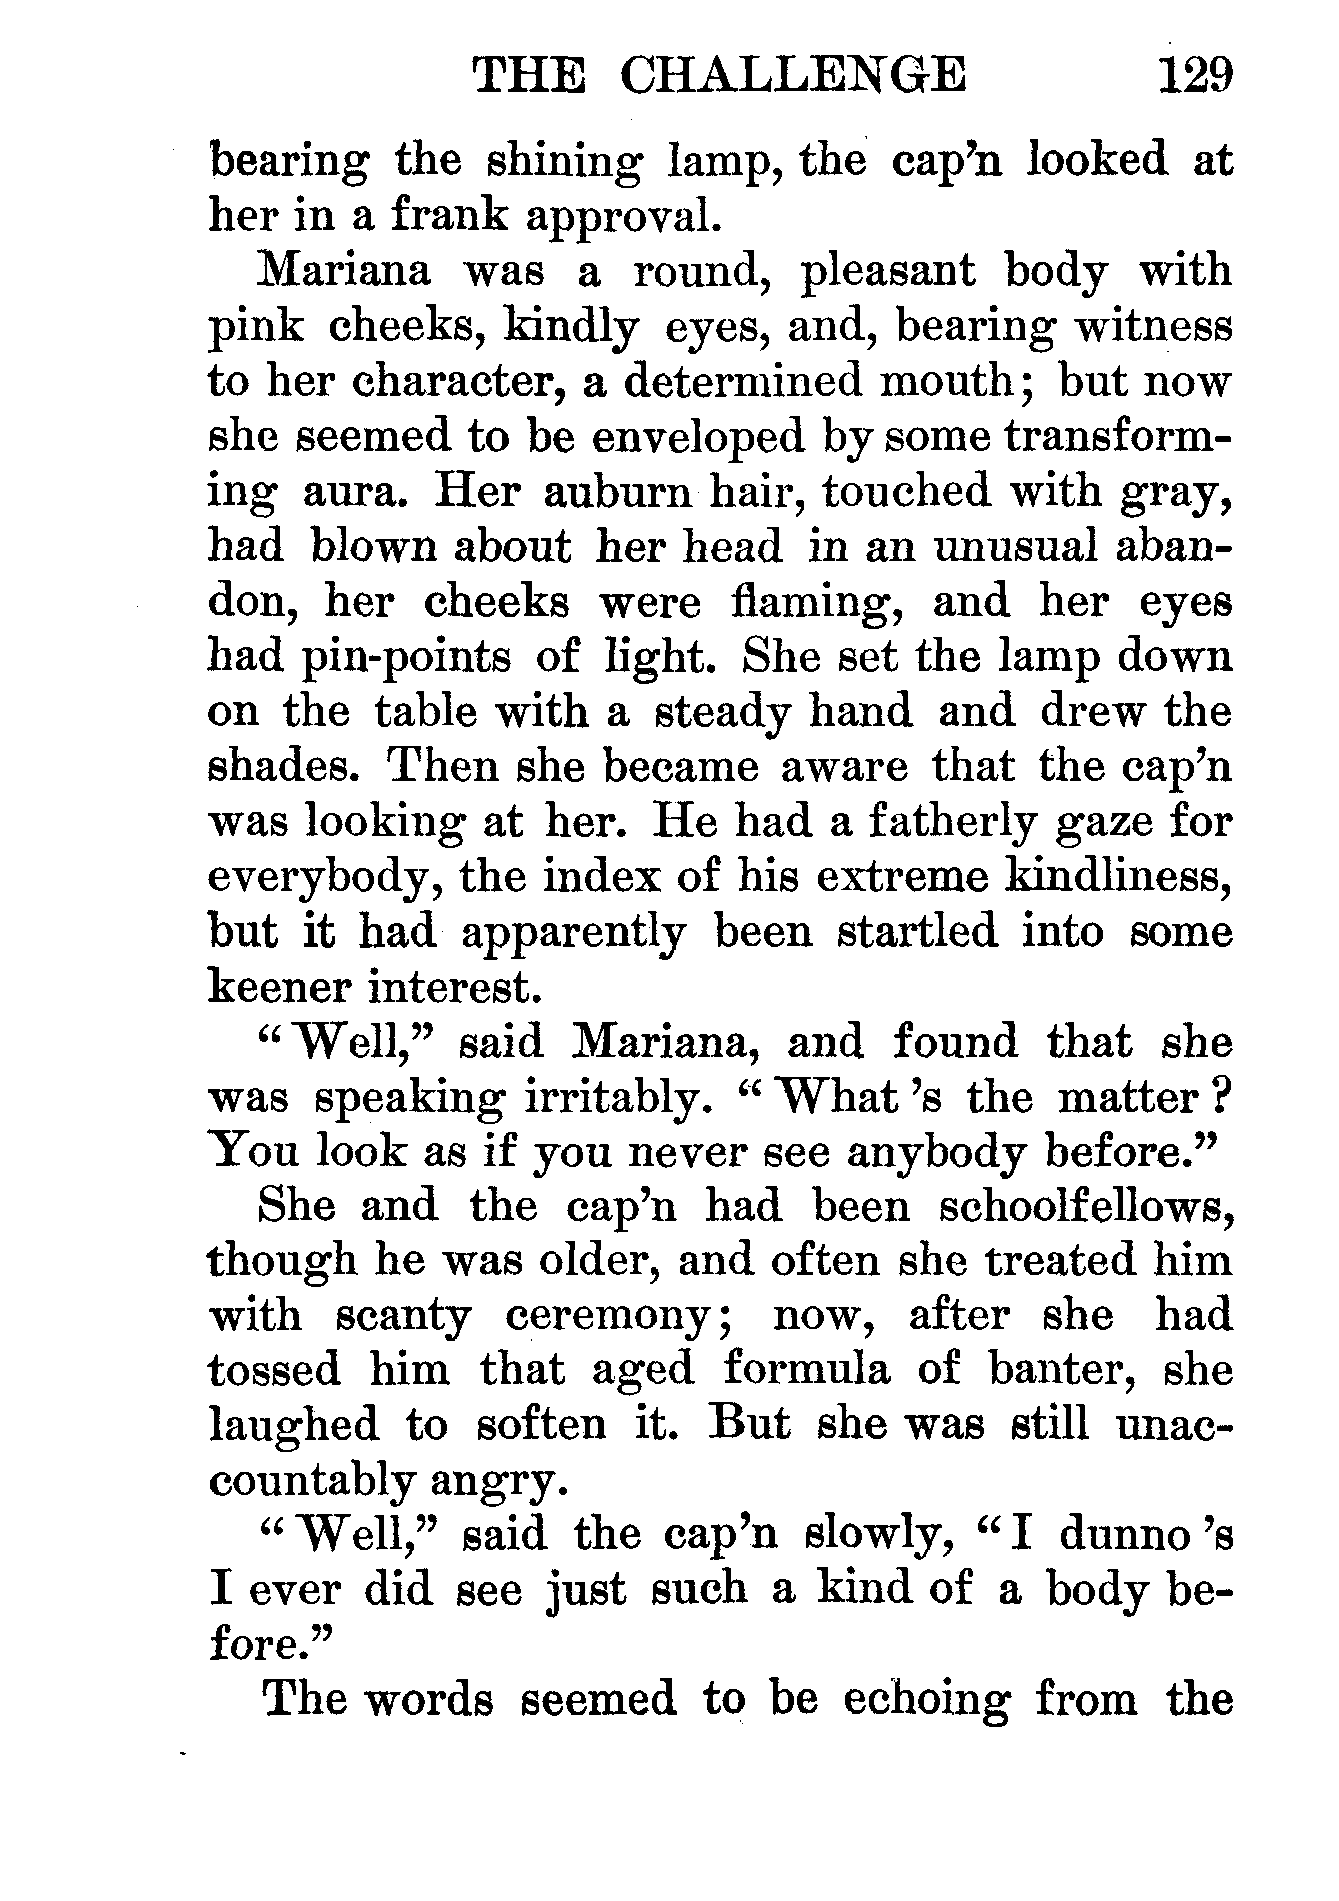 THE CHALLENGE 129
bearing the shining lamp, the cap'n looked at
her in a frank approval.
Mariana was a round, pleasant body with
pink cheeks, kindly eyes, and, bearing witness
to her character, a determined mouth; but now
she seemed to be enveloped by some transform-
ing aura. Her auburn hair, touched with gray,
had blown about her head in an unusual aban-
don, her cheeks were flaming, and her eyes
had pin-points of light. She set the lamp down
on the table with a steady hand and drew the
shades. Then she became aware that the cap'n
was looking at her. He had a fatherly gaze for
everybody, the index of his extreme kindliness,
but it had apparently been startled into some
keener interest.
“Well,” said Mariana, and found that she
was speaking irritably. “What 's the matter?
You look as if you never see anybody before.”
She and the cap'n had been schoolfellows,
though he was older, and often she treated him
with scanty ceremony; now, after she had
tossed him that aged formula of banter, she
laughed to soften it. But she was still unac-
countably angry.
“Well,” said the cap'n slowly, “I dunno 's
I ever did see just such a kind of a body be-
fore.”
The words seemed to be echoing from the